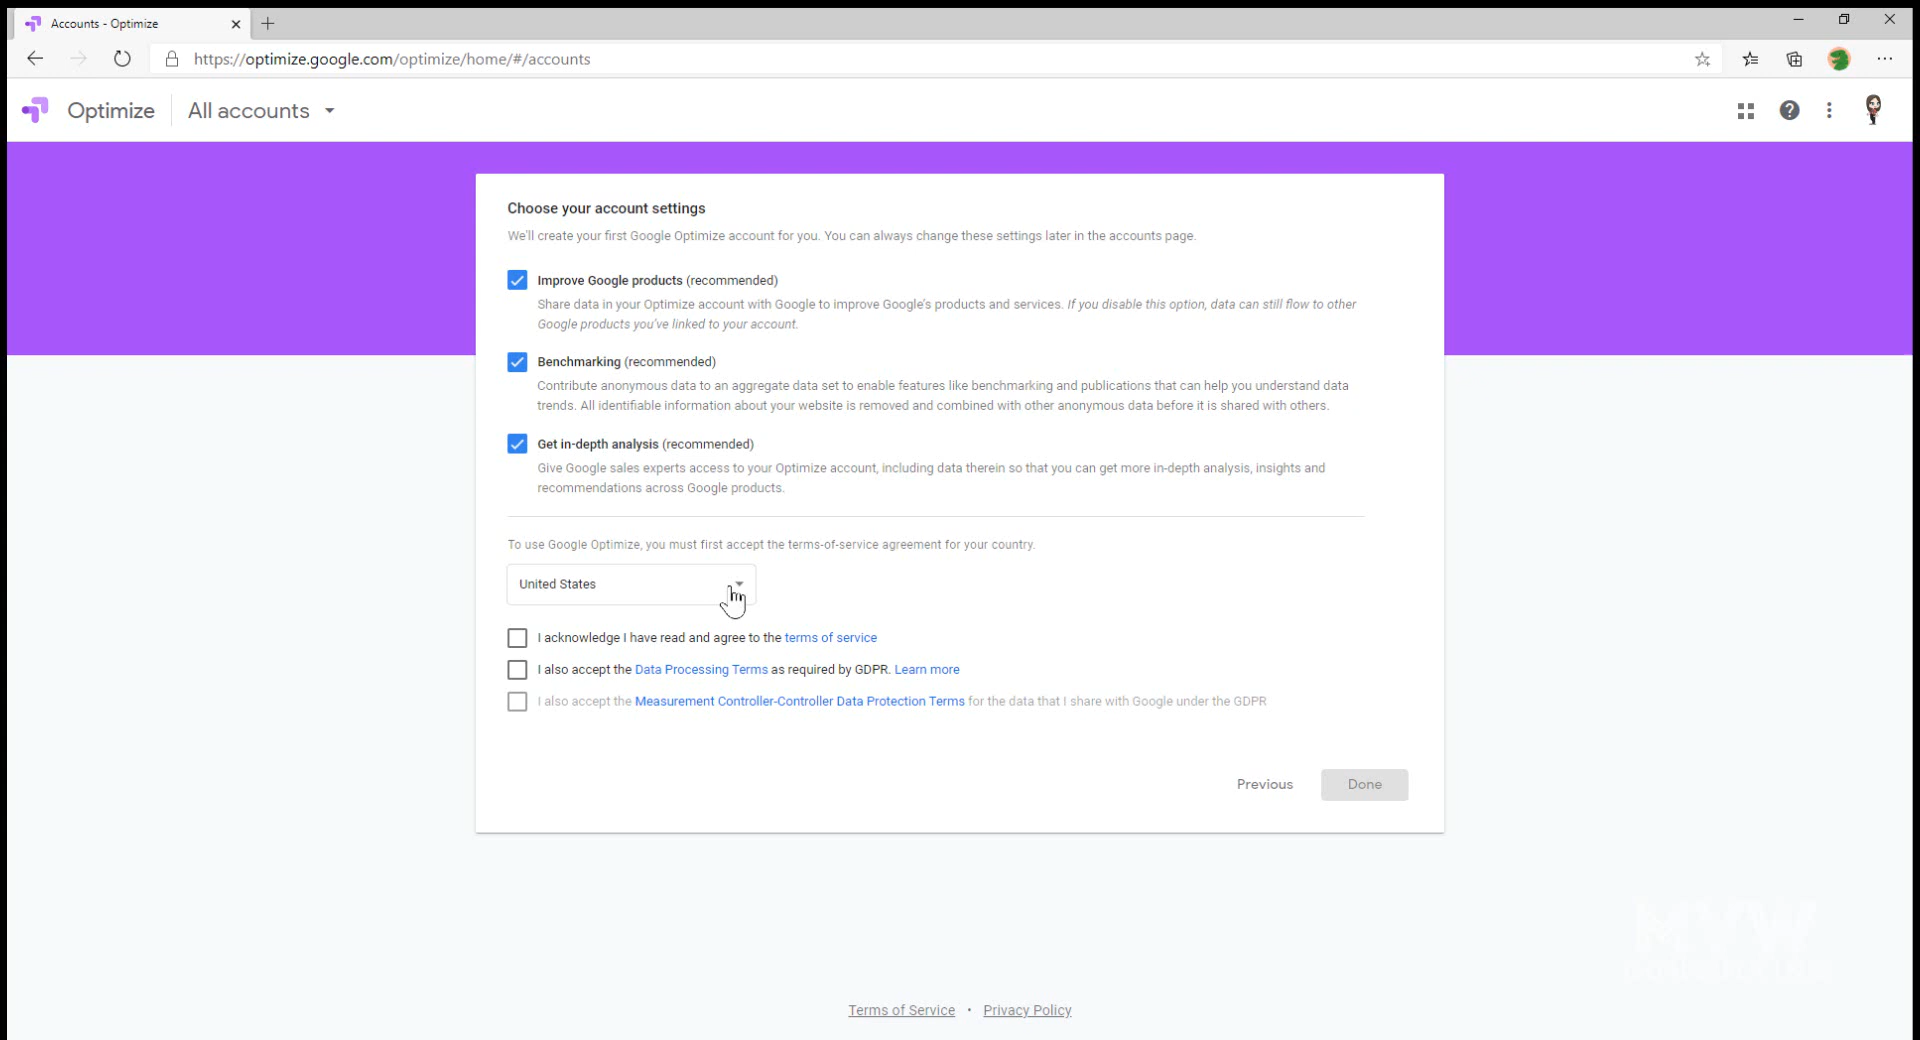 Accounts - Optimize
https://optimize.google.com/optimize/home/#/accounts
Optimize
All accounts
Choose your account settings
We'll create your first Google Optimize account for you. You can always change these settings later in the accounts page.
Improve Google products (recommended)
Share data in your Optimize account with Google to improve Google's products and services. If you disable this option, data can still flow to other
Google products you've linked to your account.
Benchmarking (recommended)
Contribute anonymous data to an aggregate data set to enable features like benchmarking and publications that can help you understand data
trends. All identifiable information about your website is removed and combined with other anonymous data before it is shared with others.
Get in-depth analysis (recommended)
Give Google sales experts access to your Optimize account, including data therein so that you can get more in-depth analysis, insights and
recommendations across Google products.
To use Google Optimize, you must first accept the terms-of-service agreement for your country.
United States
I acknowledge I have read and agree to the terms of service
I also accept the Data Processing Terms as required by GDPR. Learn more
I also accept the Measurement Controller-Controller Data Protection Terms for the data that I share with Google under the GDPR
Previous
Done
MYW
Terms of Service • Privacy Policy